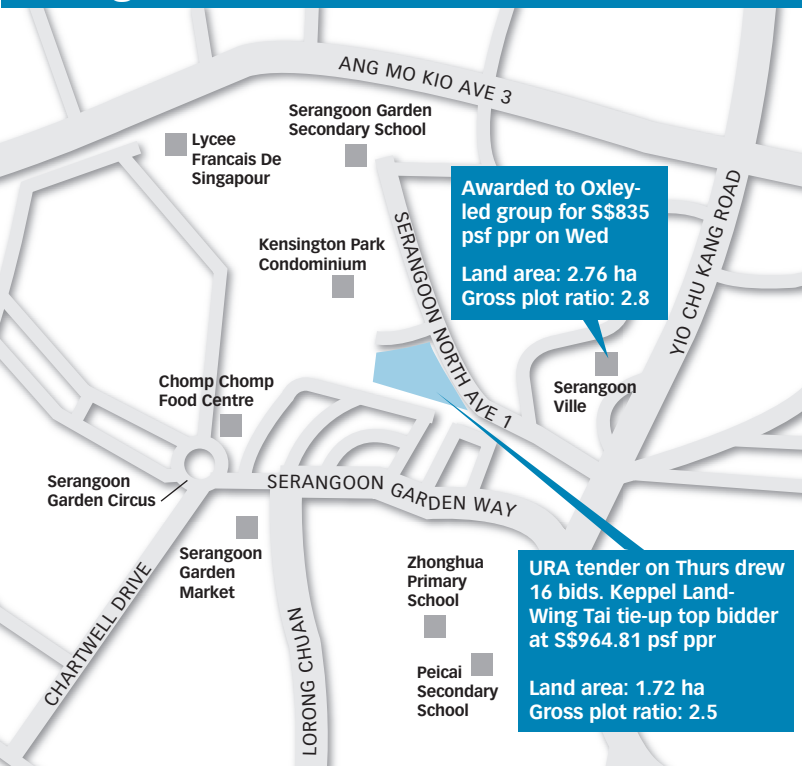 ANG MO KIO AVE 3
Serangoon Garden
Secondary School
Lycee
Francais De
Singapour
Awarded to Oxley-
led group for S$835
psf ppr on Wed
Land area: 2.76 ha
Gross plot ratio: 2.8
YIO CHU KANG ROAD
SERANGOON NORTH AVE 1
Kensington Park
Condominium
Serangoon
Ville
Chomp Chomp
Food Centre
Serangoon
Garden Circus
SERANGOON GARDEN WAY
Serangoon
Garden
Market
CHARTWELL DRIVE
LORONG CHUAN
Zhonghua
Primary
School
Peicai
Secondary
School
URA tender on Thurs drew
16 bids. Keppel Land-
Wing Tai tie-up top bidder
at S$964.81 psf ppr
Land area: 1.72 ha
Gross plot ratio: 2.5